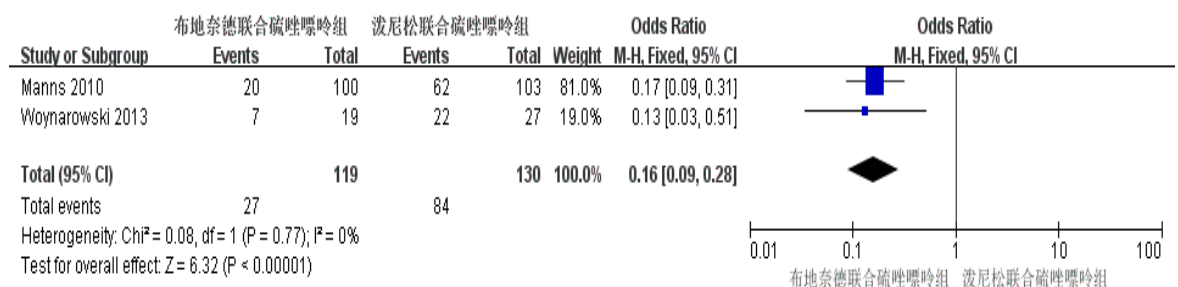 布地奈德联合硫唑嘌呤组 泼尼松联合硫唑嘌呤组 Odds Ratio Odds Ratio
Study or Subgroup Events Total Events Total Weight M-H, Fixed, 95% CI M-H, Fixed, 95% CI
Manns 2010 20 100 62 103 81.0% 0.17 [0.09, 0.31]
Woynarowski 2013 7 19 22 27 19.0% 0.13 [0.03, 0.51]
Total (95% CI) 119 130 100.0% 0.16 [0.09, 0.28]
Total events 27 84
Heterogeneity: Chi² = 0.08, df = 1 (P = 0.77); I² = 0%
Test for overall effect: Z = 6.32 (P < 0.00001)
0.01 0.1 1 10 100
布地奈德联合硫唑嘌呤组 泼尼松联合硫唑嘌呤组